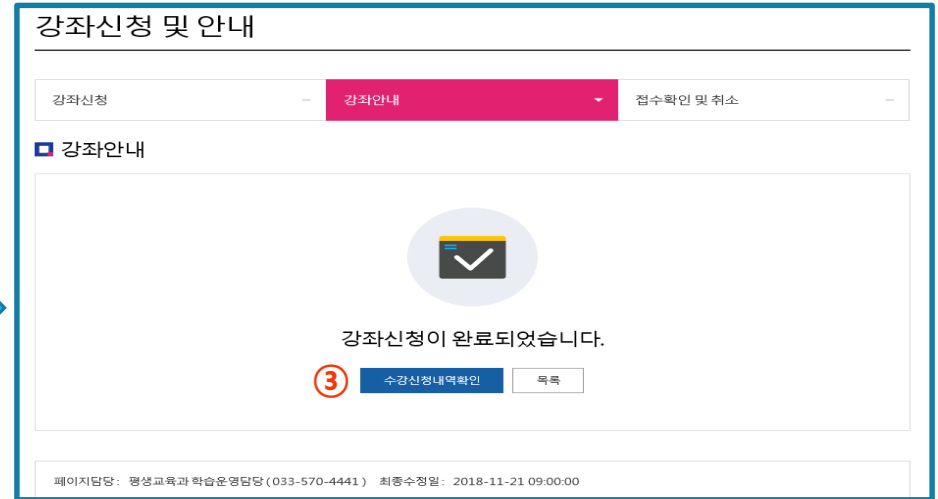 강좌신청 및 안내
강좌신청
강좌안내
접수확인 및 취소
강좌안내
강좌신청이 완료되었습니다.
③ 수강신청내역확인 목록
페이지담당 : 평생교육과 학습운영담당 ( 033-570-4441 ) 최종수정일 : 2018-11-21 09:00:00